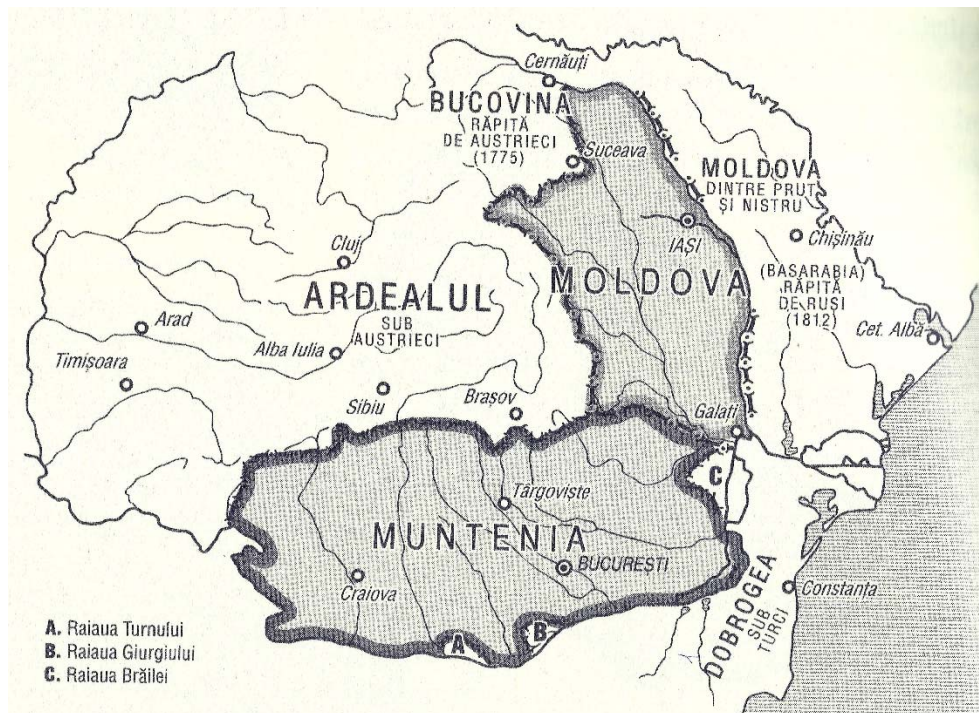 Cernăuți
BUCOVINA
RĂPITĂ
DE AUSTRIECI
(1775)
Suceava
MOLDOVA
DINTRE PRUT
ȘI NISTRU
Cluj
IAȘI
Chișinău
ARDEALUL
SUB
AUSTRIECI
MOLDOVA
(BASARABIA)
RĂPITĂ
DE RUȘI
(1812)
Cet. Albă
Arad
Timișoara
Alba Iulia
Sibiu
Brașov
Galați
C
Târgoviște
MUNTENIA
BUCUREȘTI
Craiova
Constanța
DOBROGEA
SUB
TURCI
A
B
A. Raiaua Turnului
B. Raiaua Giurgiului
C. Raiaua Brăilei